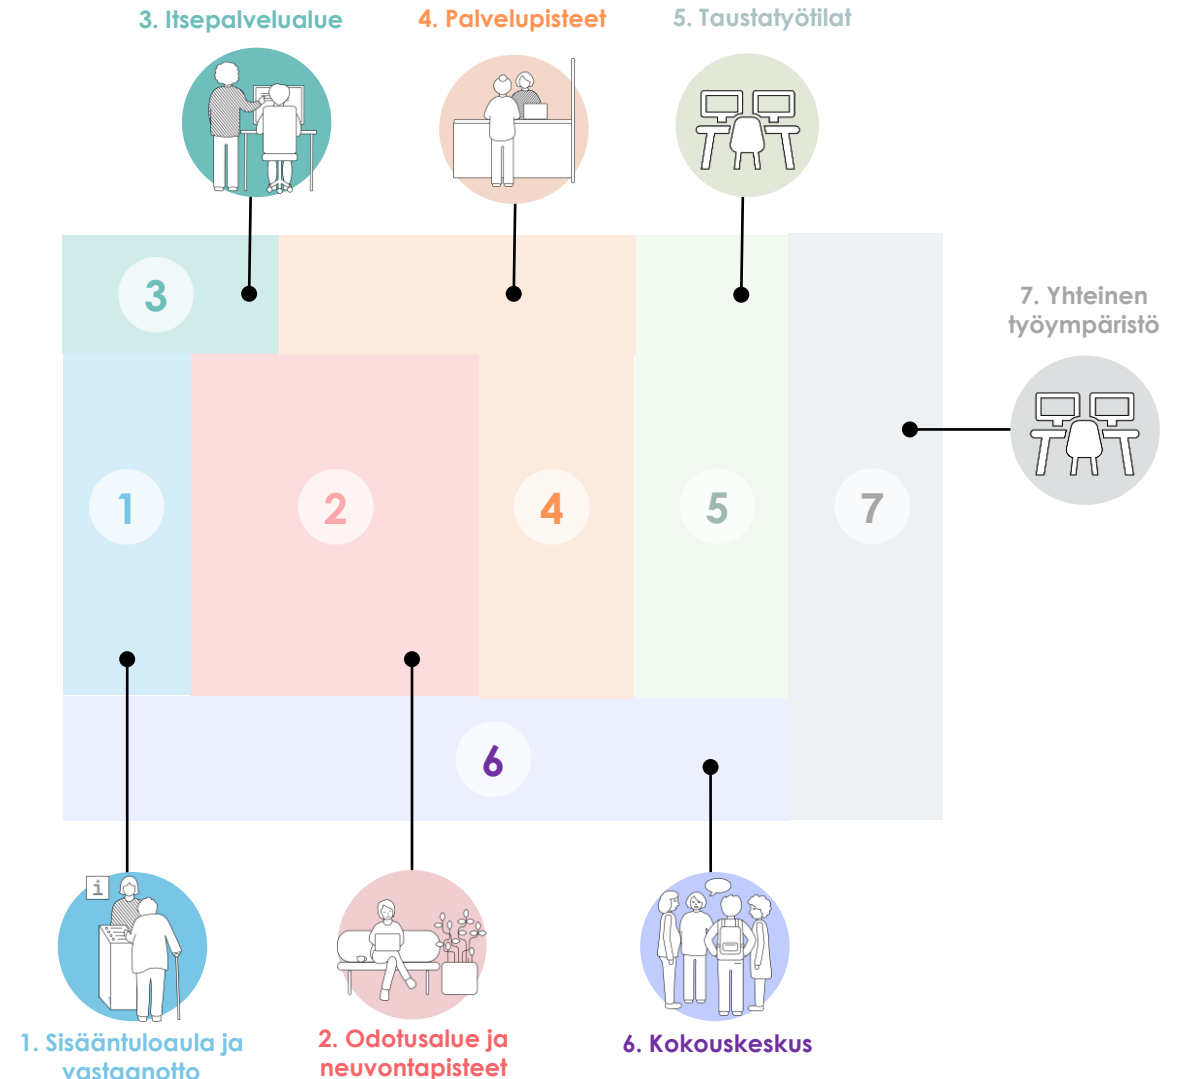 3. Itsepalvelualue
4. Palvelupisteet
5. Taustatyötilat
3
7. Yhteinen
työympäristö
1
2
4
5
7
6
i
1. Sisääntuloaula ja
vastaanotto
2. Odotusalue ja
neuvontapisteet
6. Kokouskeskus